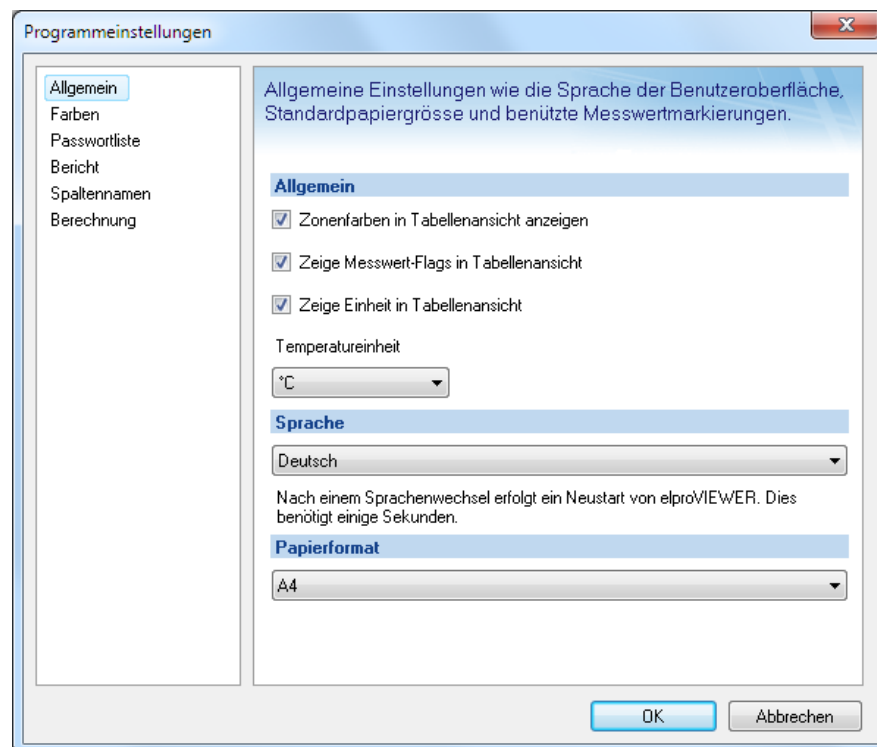 Programmeinstellungen
Allgemein
Farben
Passwortliste
Bericht
Spaltennamen
Berechnung
Allgemeine Einstellungen wie die Sprache der Benutzeroberfläche,
Standardpapiergrösse und benützte Messwertmarkierungen.
Allgemein
Zonenfarben in Tabellenansicht anzeigen
Zeige Messwert-Flags in Tabellenansicht
Zeige Einheit in Tabellenansicht
Temperatureinheit
°C
Sprache
Deutsch
Nach einem Sprachenwechsel erfolgt ein Neustart von elproVIEWER. Dies
benötigt einige Sekunden.
Papierformat
A4
OK
Abbrechen